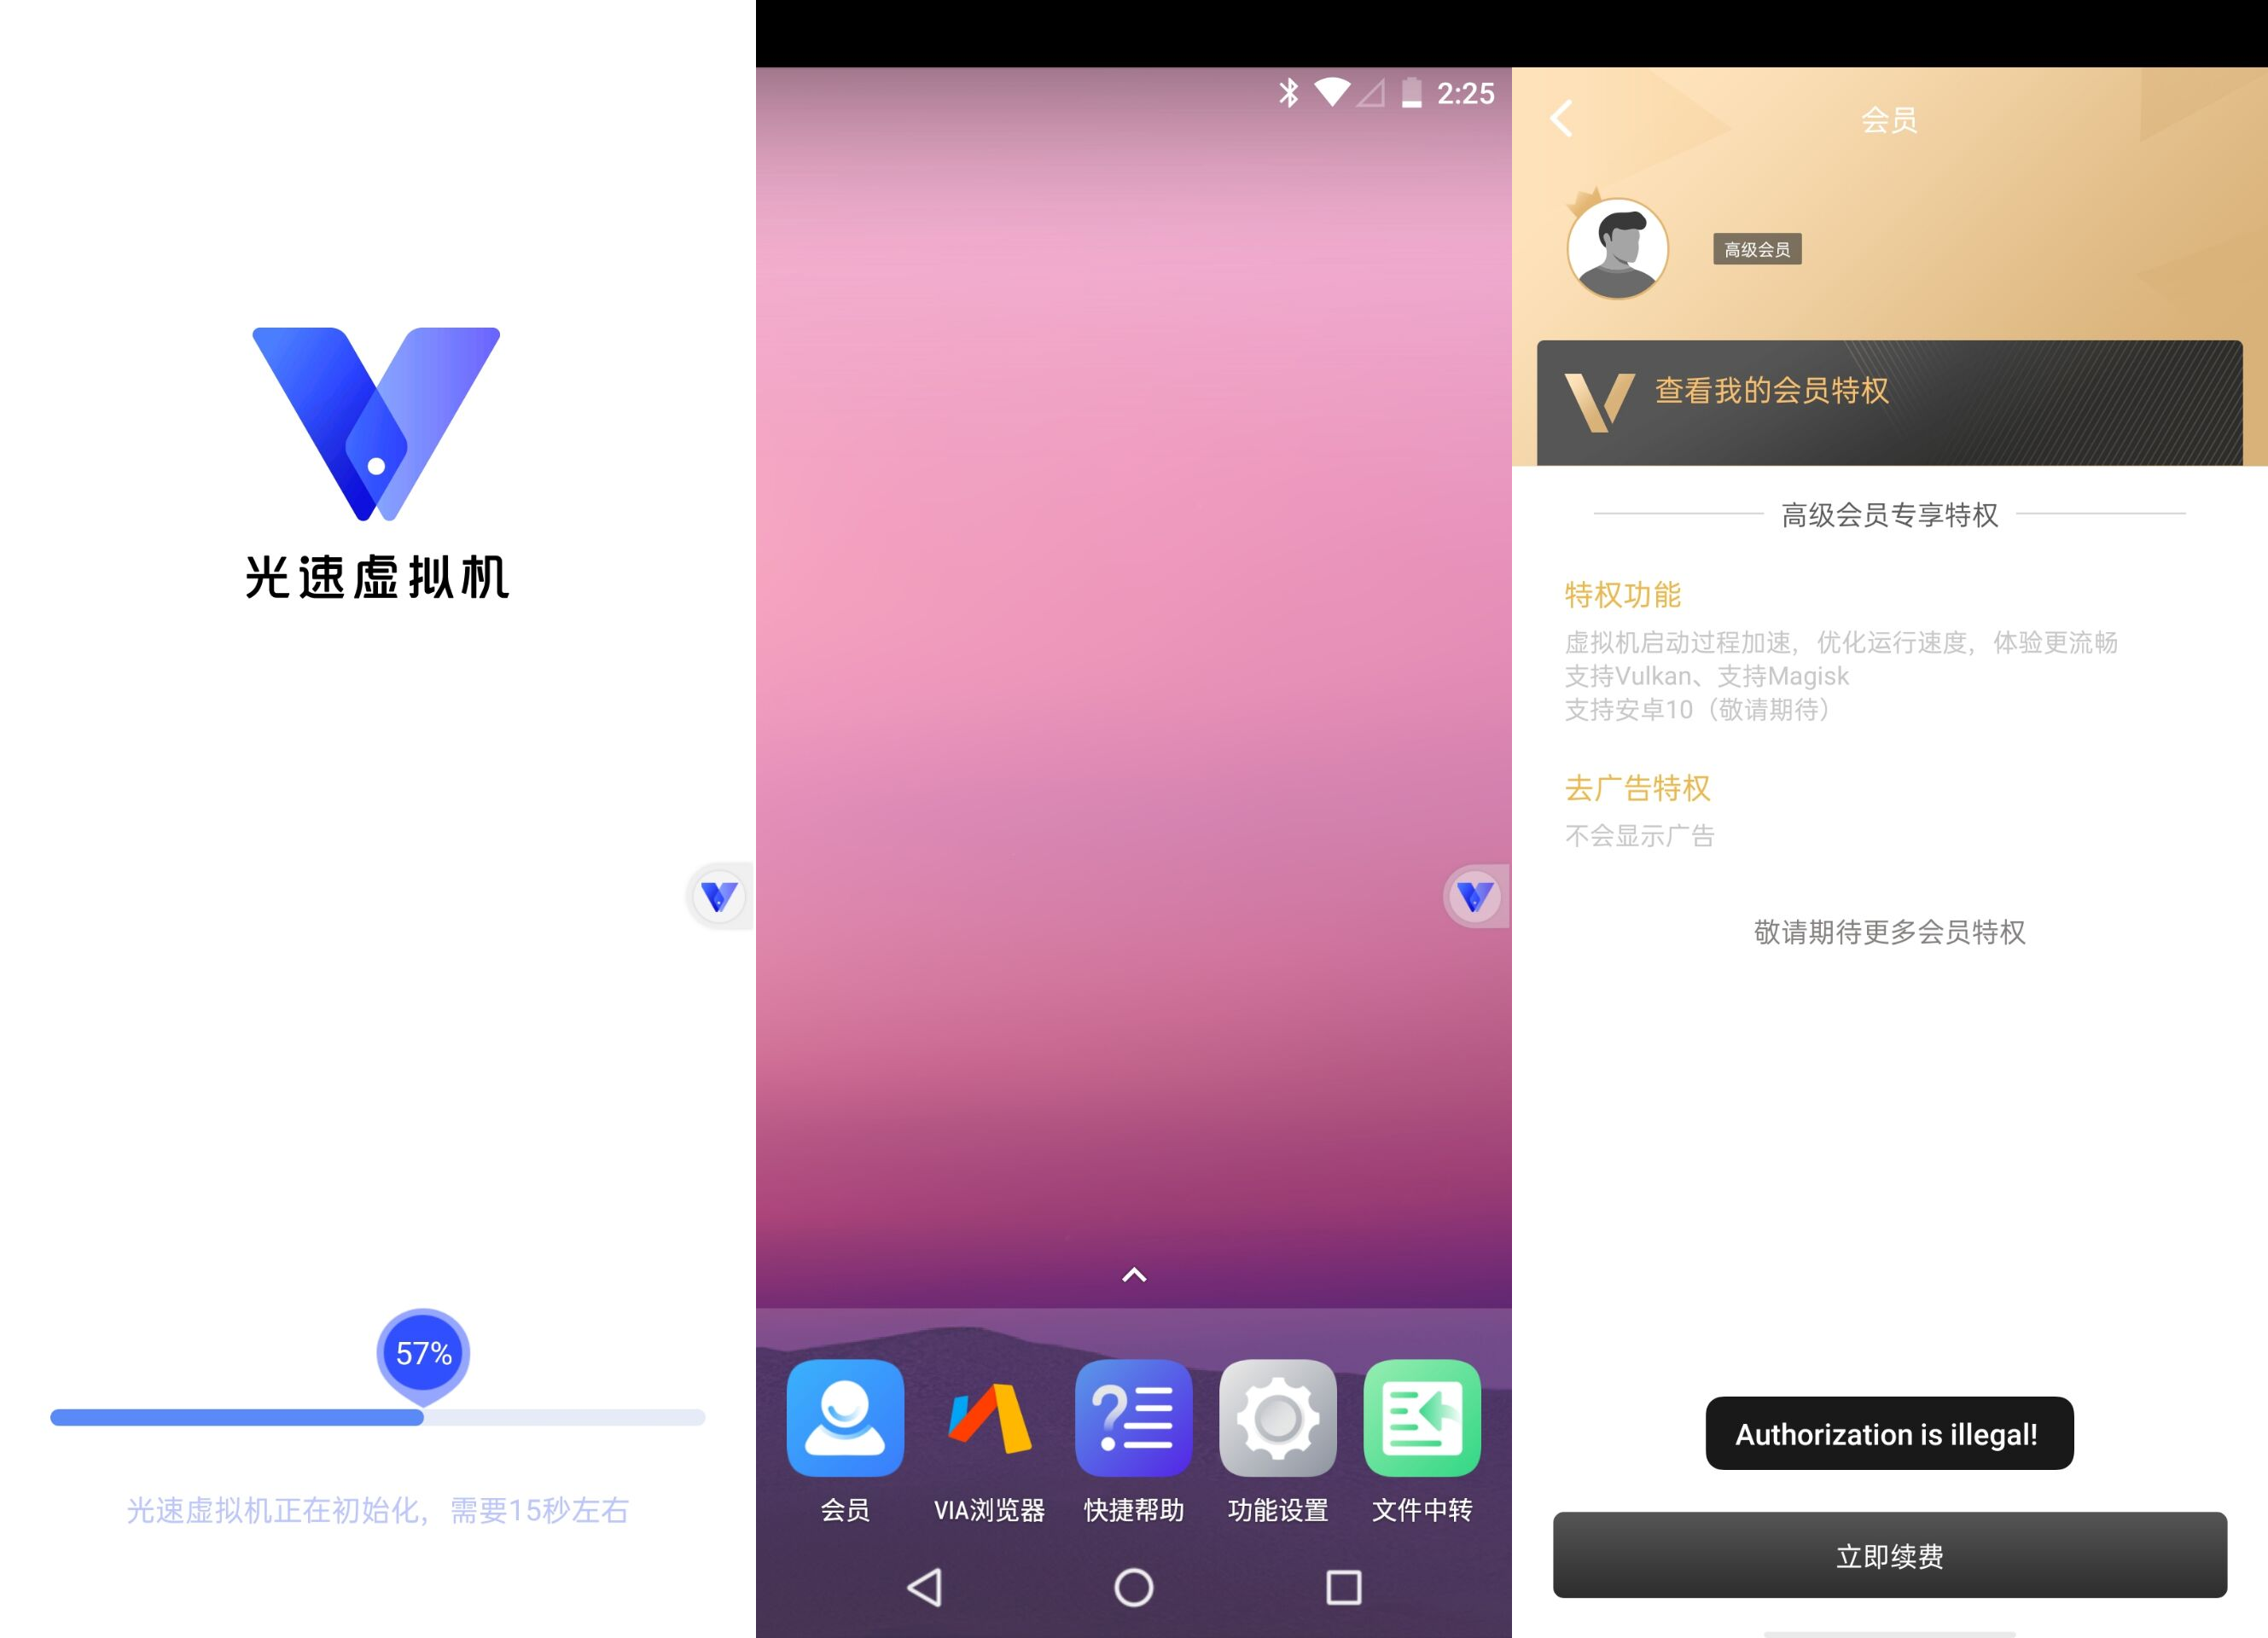 光速虚拟机
57%
光速虚拟机正在初始化，需要15秒左右
2:25
会员
VIA浏览器
快捷帮助
功能设置
文件中转
会员
高级会员
查看我的会员特权
高级会员专享特权
特权功能
虚拟机启动过程加速，优化运行速度，体验更流畅
支持Vulkan、支持Magisk
支持安卓10（敬请期待）
去广告特权
不会显示广告
敬请期待更多会员特权
Authorization is illegal!
立即续费